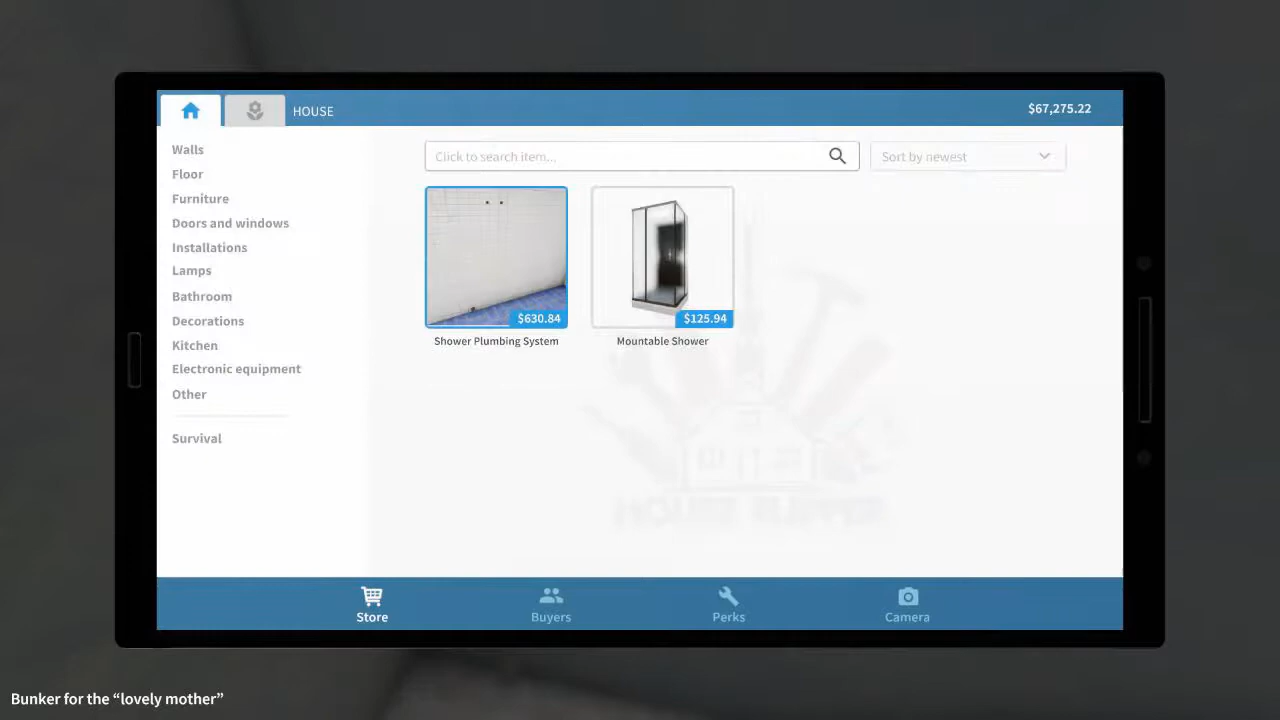 HOUSE
$67,275.22
Walls
Floor
Furniture
Doors and windows
Installations
Lamps
Bathroom
Decorations
Kitchen
Electronic equipment
Other
Survival
Click to search item...
Sort by newest
$630.84
$125.94
Shower Plumbing System
Mountable Shower
HOUSE FLIPPER
Store
Buyers
Perks
Camera
Bunker for the “lovely mother”